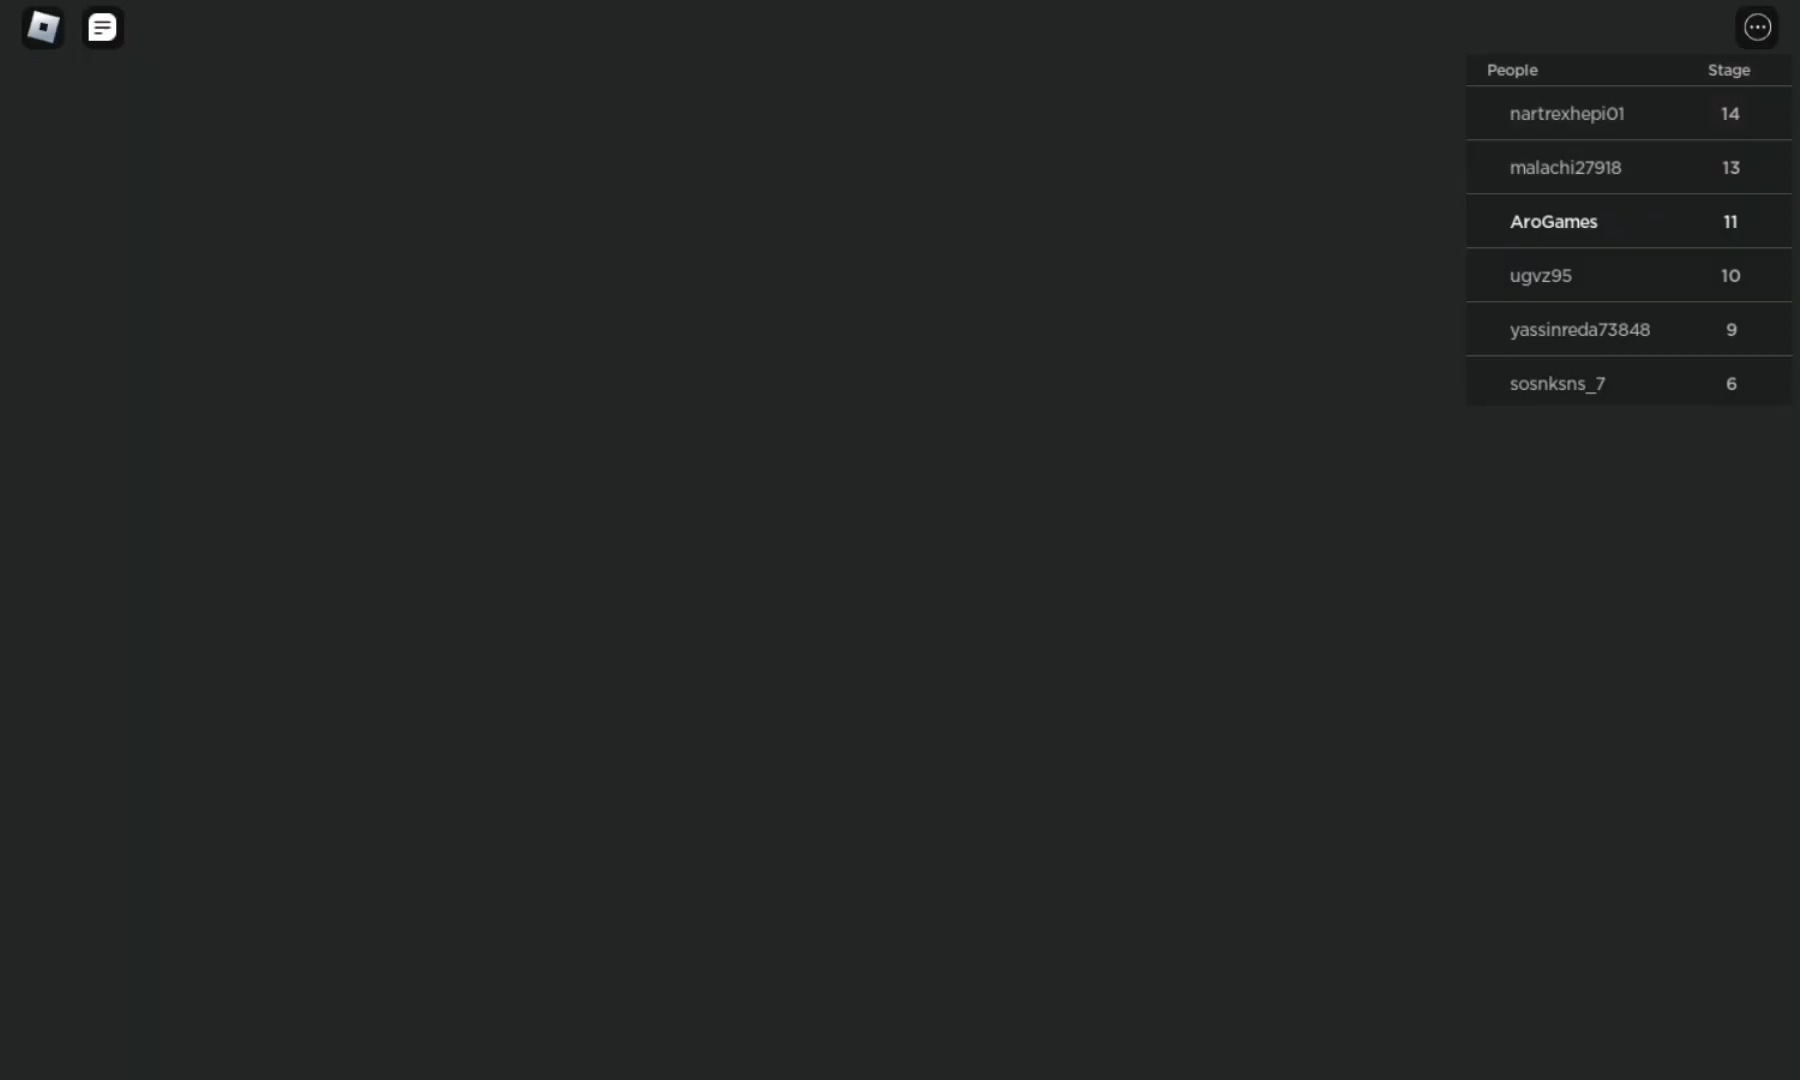 People Stage
nartrexhepi01 14
malachi27918 13
AroGames 11
ugvz95 10
yassinreda73848 9
sosnksns_7 6